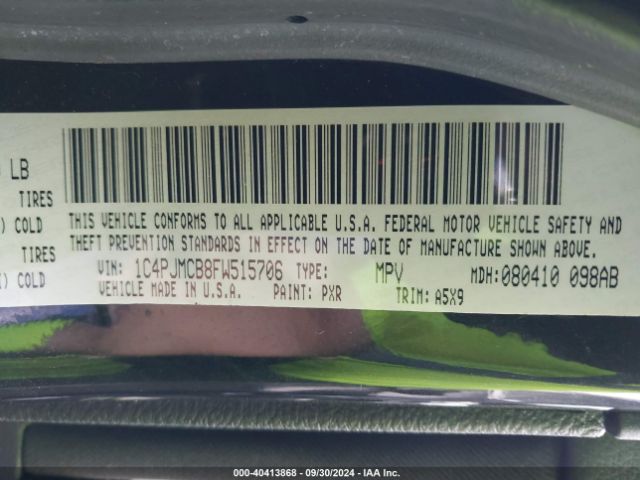 LB
TIRES
) COLD
TIRES
) COLD
THIS VEHICLE CONFORMS TO ALL APPLICABLE U.S.A. FEDERAL MOTOR VEHICLE SAFETY AND
THEFT PREVENTION STANDARDS IN EFFECT ON THE DATE OF MANUFACTURE SHOWN ABOVE.
VIN: 1C4PJMCB8FW515706 TYPE: MPV MDH:080410 098AB
VEHICLE MADE IN U.S.A. PAINT: PXR TRIM: A5X9
000-40413868 - 09/30/2024 - IAA Inc.